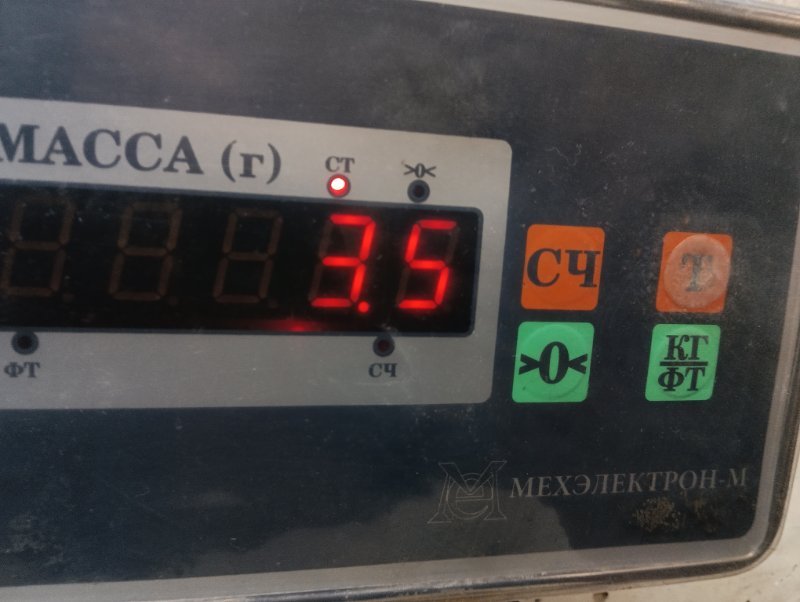 МАССА (г)
СТ
>0<
3.5
СЧ
Т
ФТ
СЧ
>0<
КГ
ФТ
МЕХЭЛЕКТРОН-М